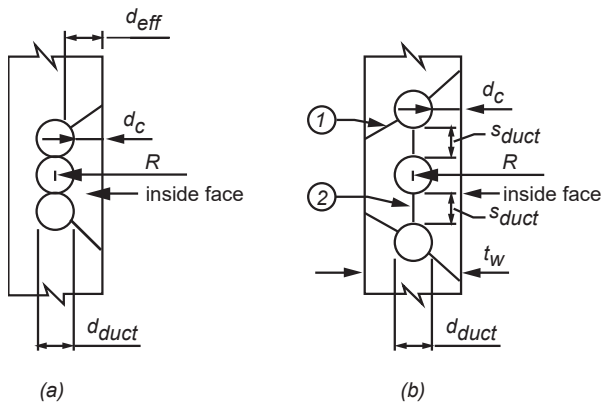 d_eff
d_c
R
inside face
d_duct
(a)
1
2
d_c
s_duct
R
inside face
s_duct
t_w
d_duct
(b)